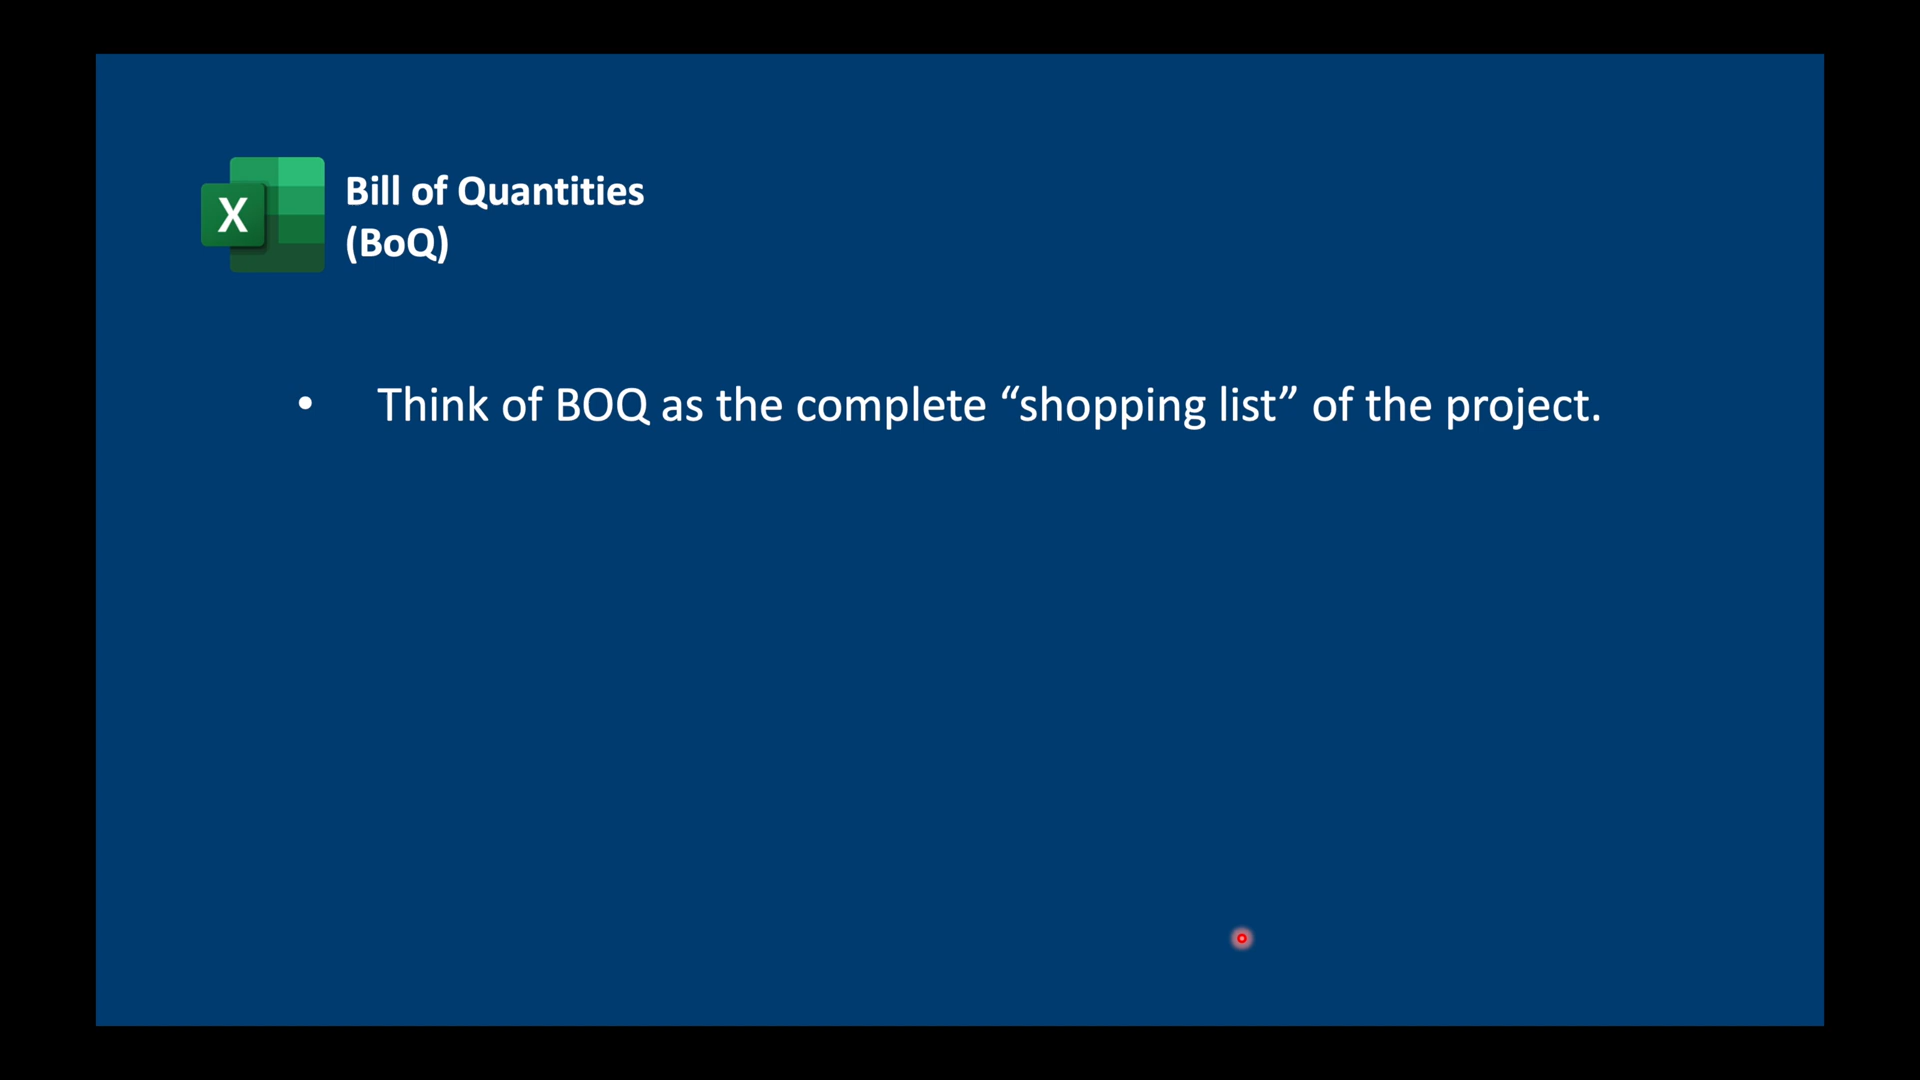 X
Bill of Quantities
(BoQ)
• Think of BOQ as the complete “shopping list” of the project.